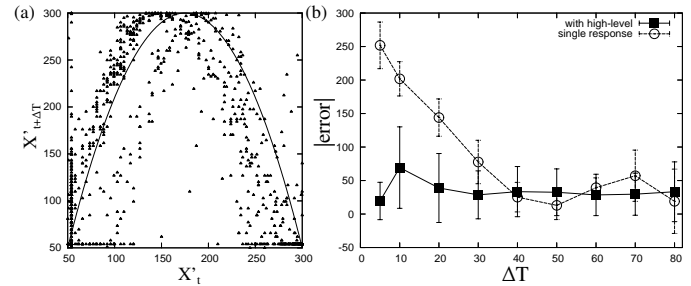 (a)
300
250
200
150
100
50
X't+ΔT
50 100 150 200 250 300
X't
(b)
with high-level
single response
300
250
200
150
100
50
0
-50
|error|
0 10 20 30 40 50 60 70 80
ΔT